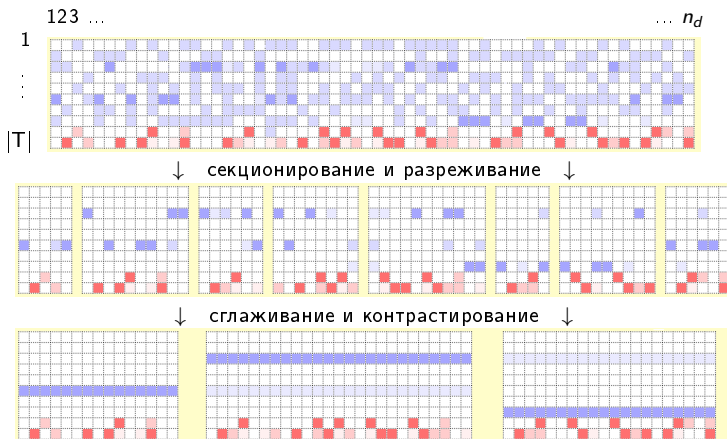 123 ... ... n_d
1
⋮
|T|
↓ секционирование и разреживание ↓
↓ сглаживание и контрастирование ↓